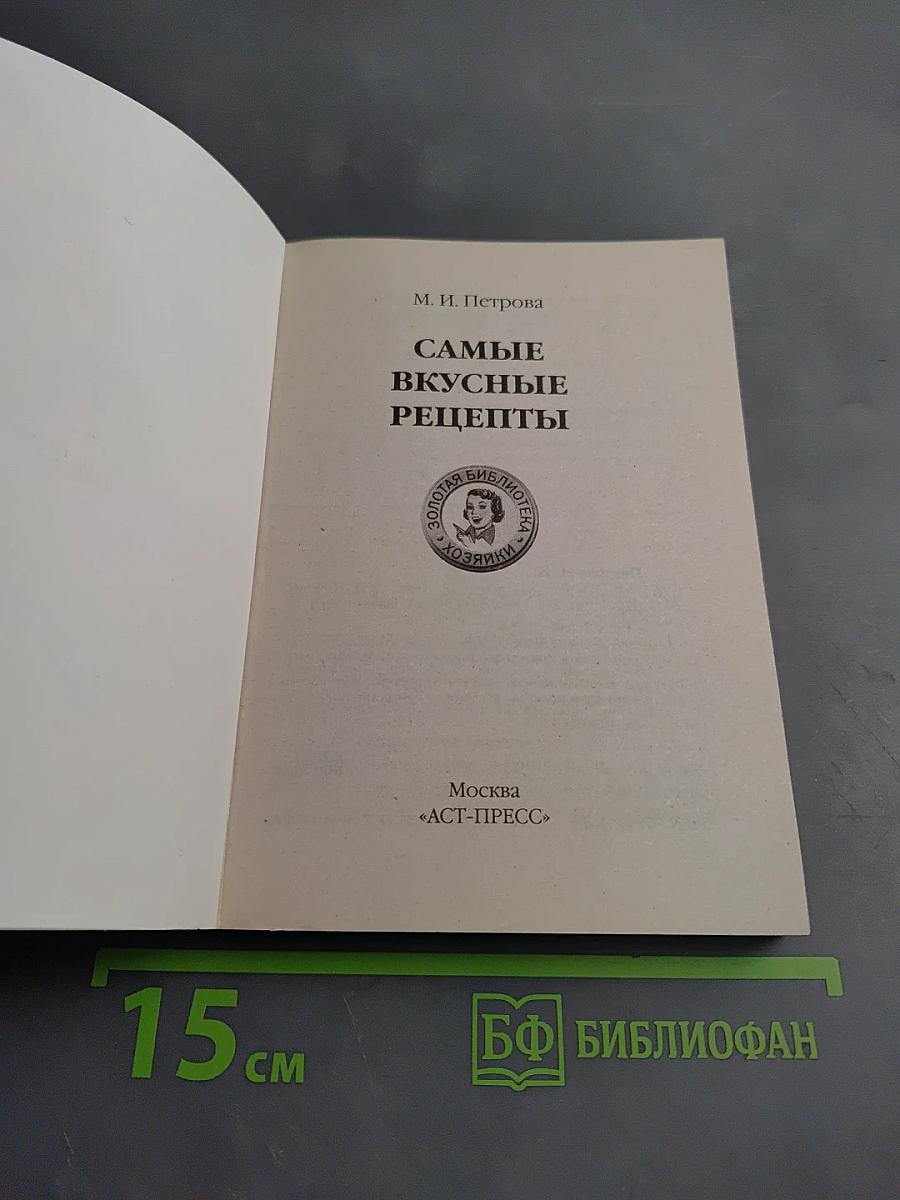 М. И. Петрова
САМЫЕ
ВКУСНЫЕ
РЕЦЕПТЫ
ЗОЛОТАЯ БИБЛИОТЕКА
ХОЗЯЙКИ
Москва
«АСТ-ПРЕСС»
15 см
БФ БИБЛИОФАН